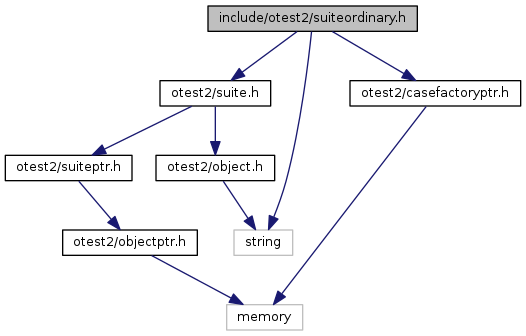 include/otest2/suiteordinary.h
otest2/suite.h
otest2/casefactoryptr.h
otest2/suiteptr.h
otest2/object.h
otest2/objectptr.h
string
memory